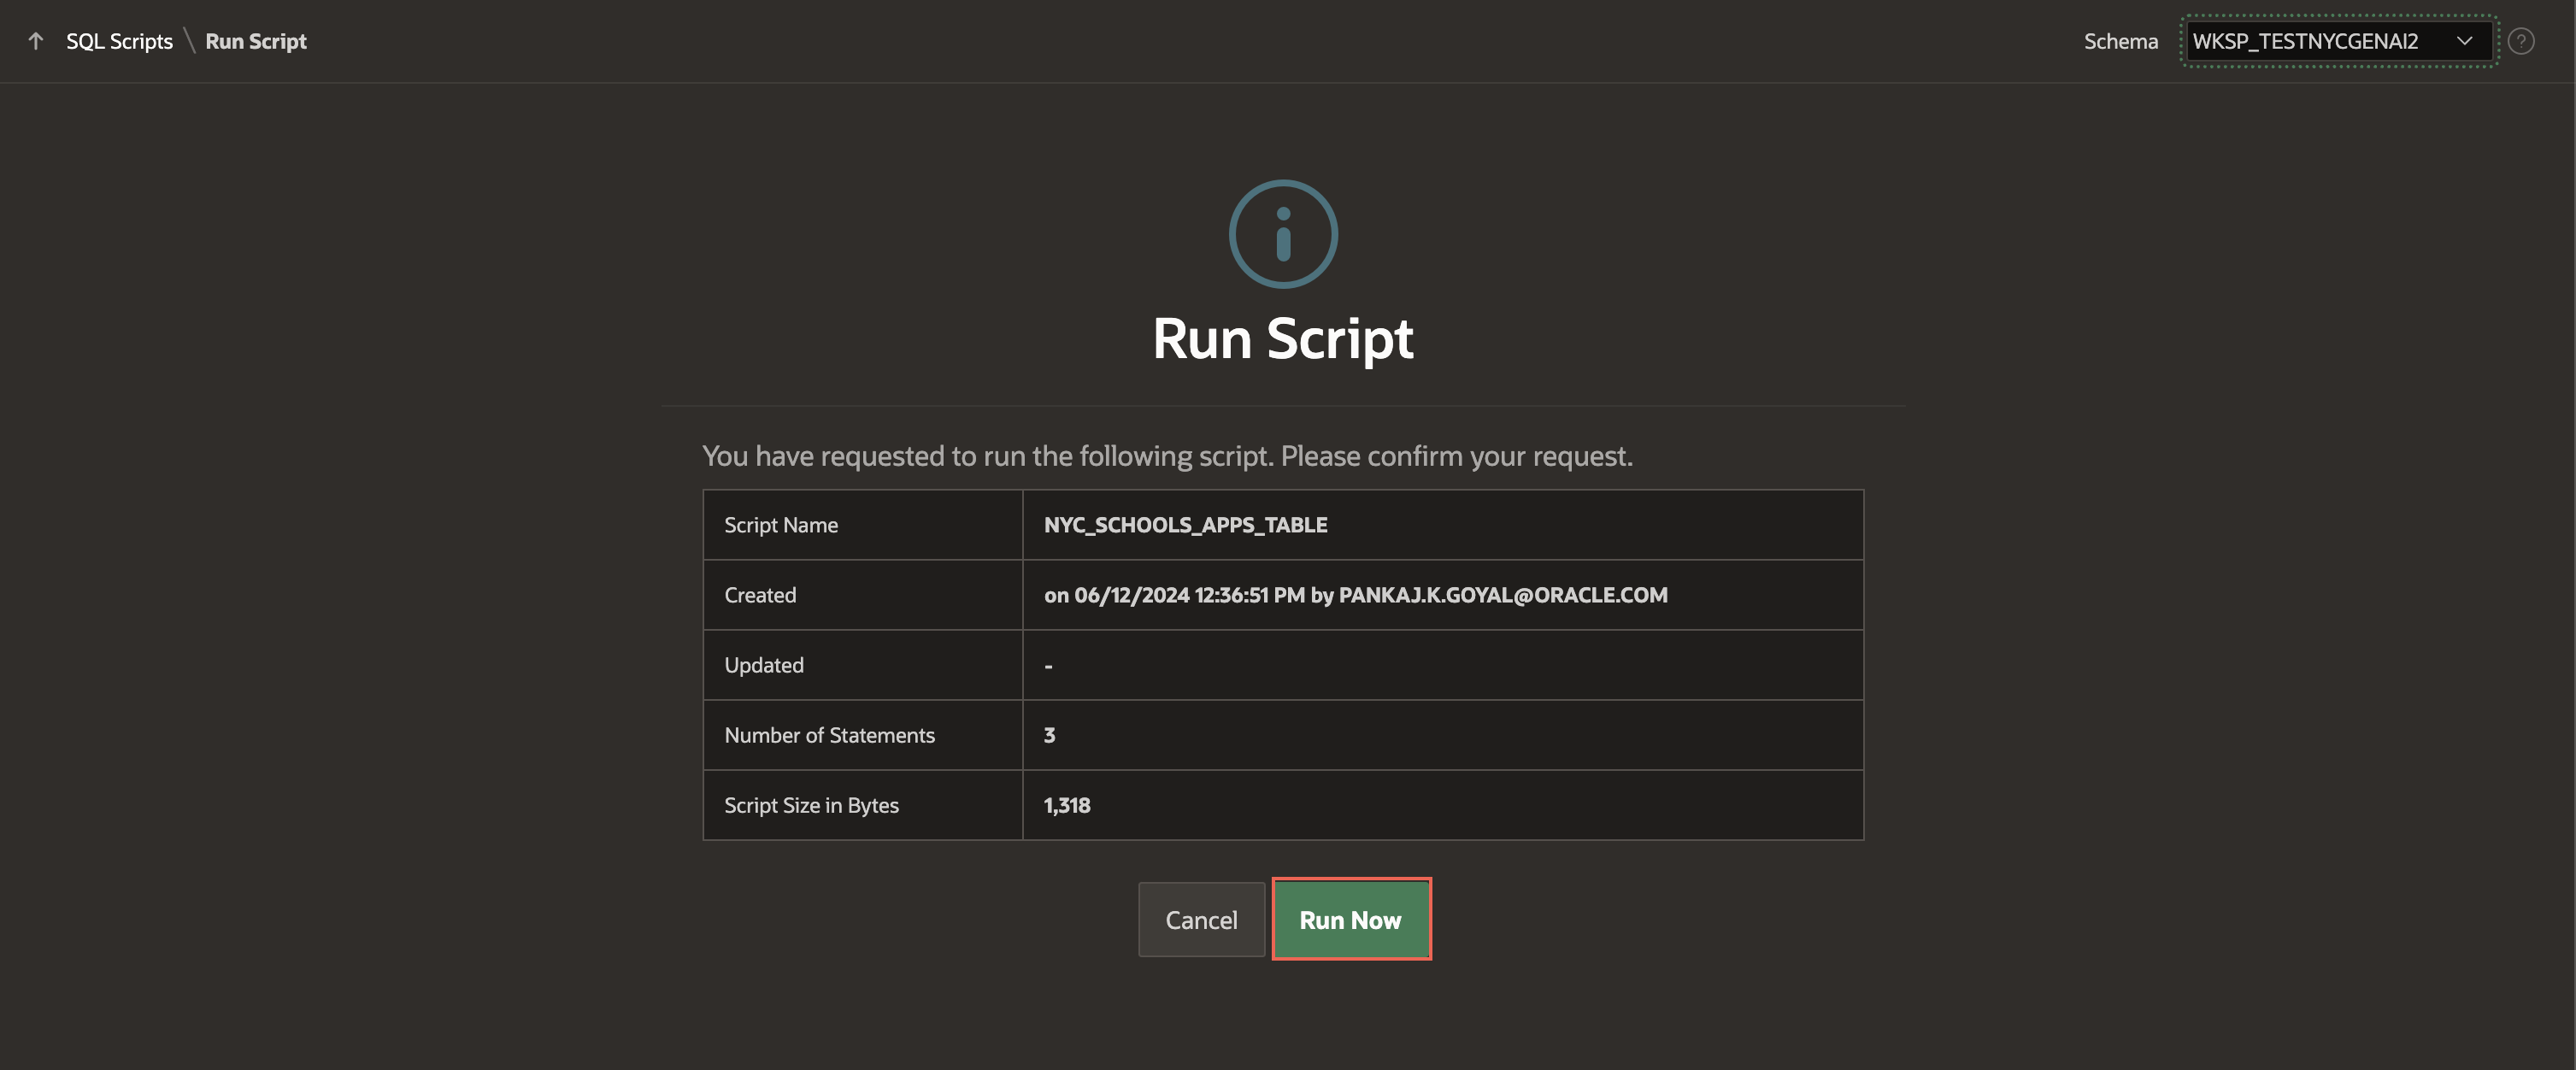 SQL Scripts \ Run Script
Schema WKSP_TESTNYCGENAI2 ?
Run Script
You have requested to run the following script. Please confirm your request.
Script Name NYC_SCHOOLS_APPS_TABLE
Created on 06/12/2024 12:36:51 PM by PANKAJ.K.GOYAL@ORACLE.COM
Updated -
Number of Statements 3
Script Size in Bytes 1,318
Cancel Run Now